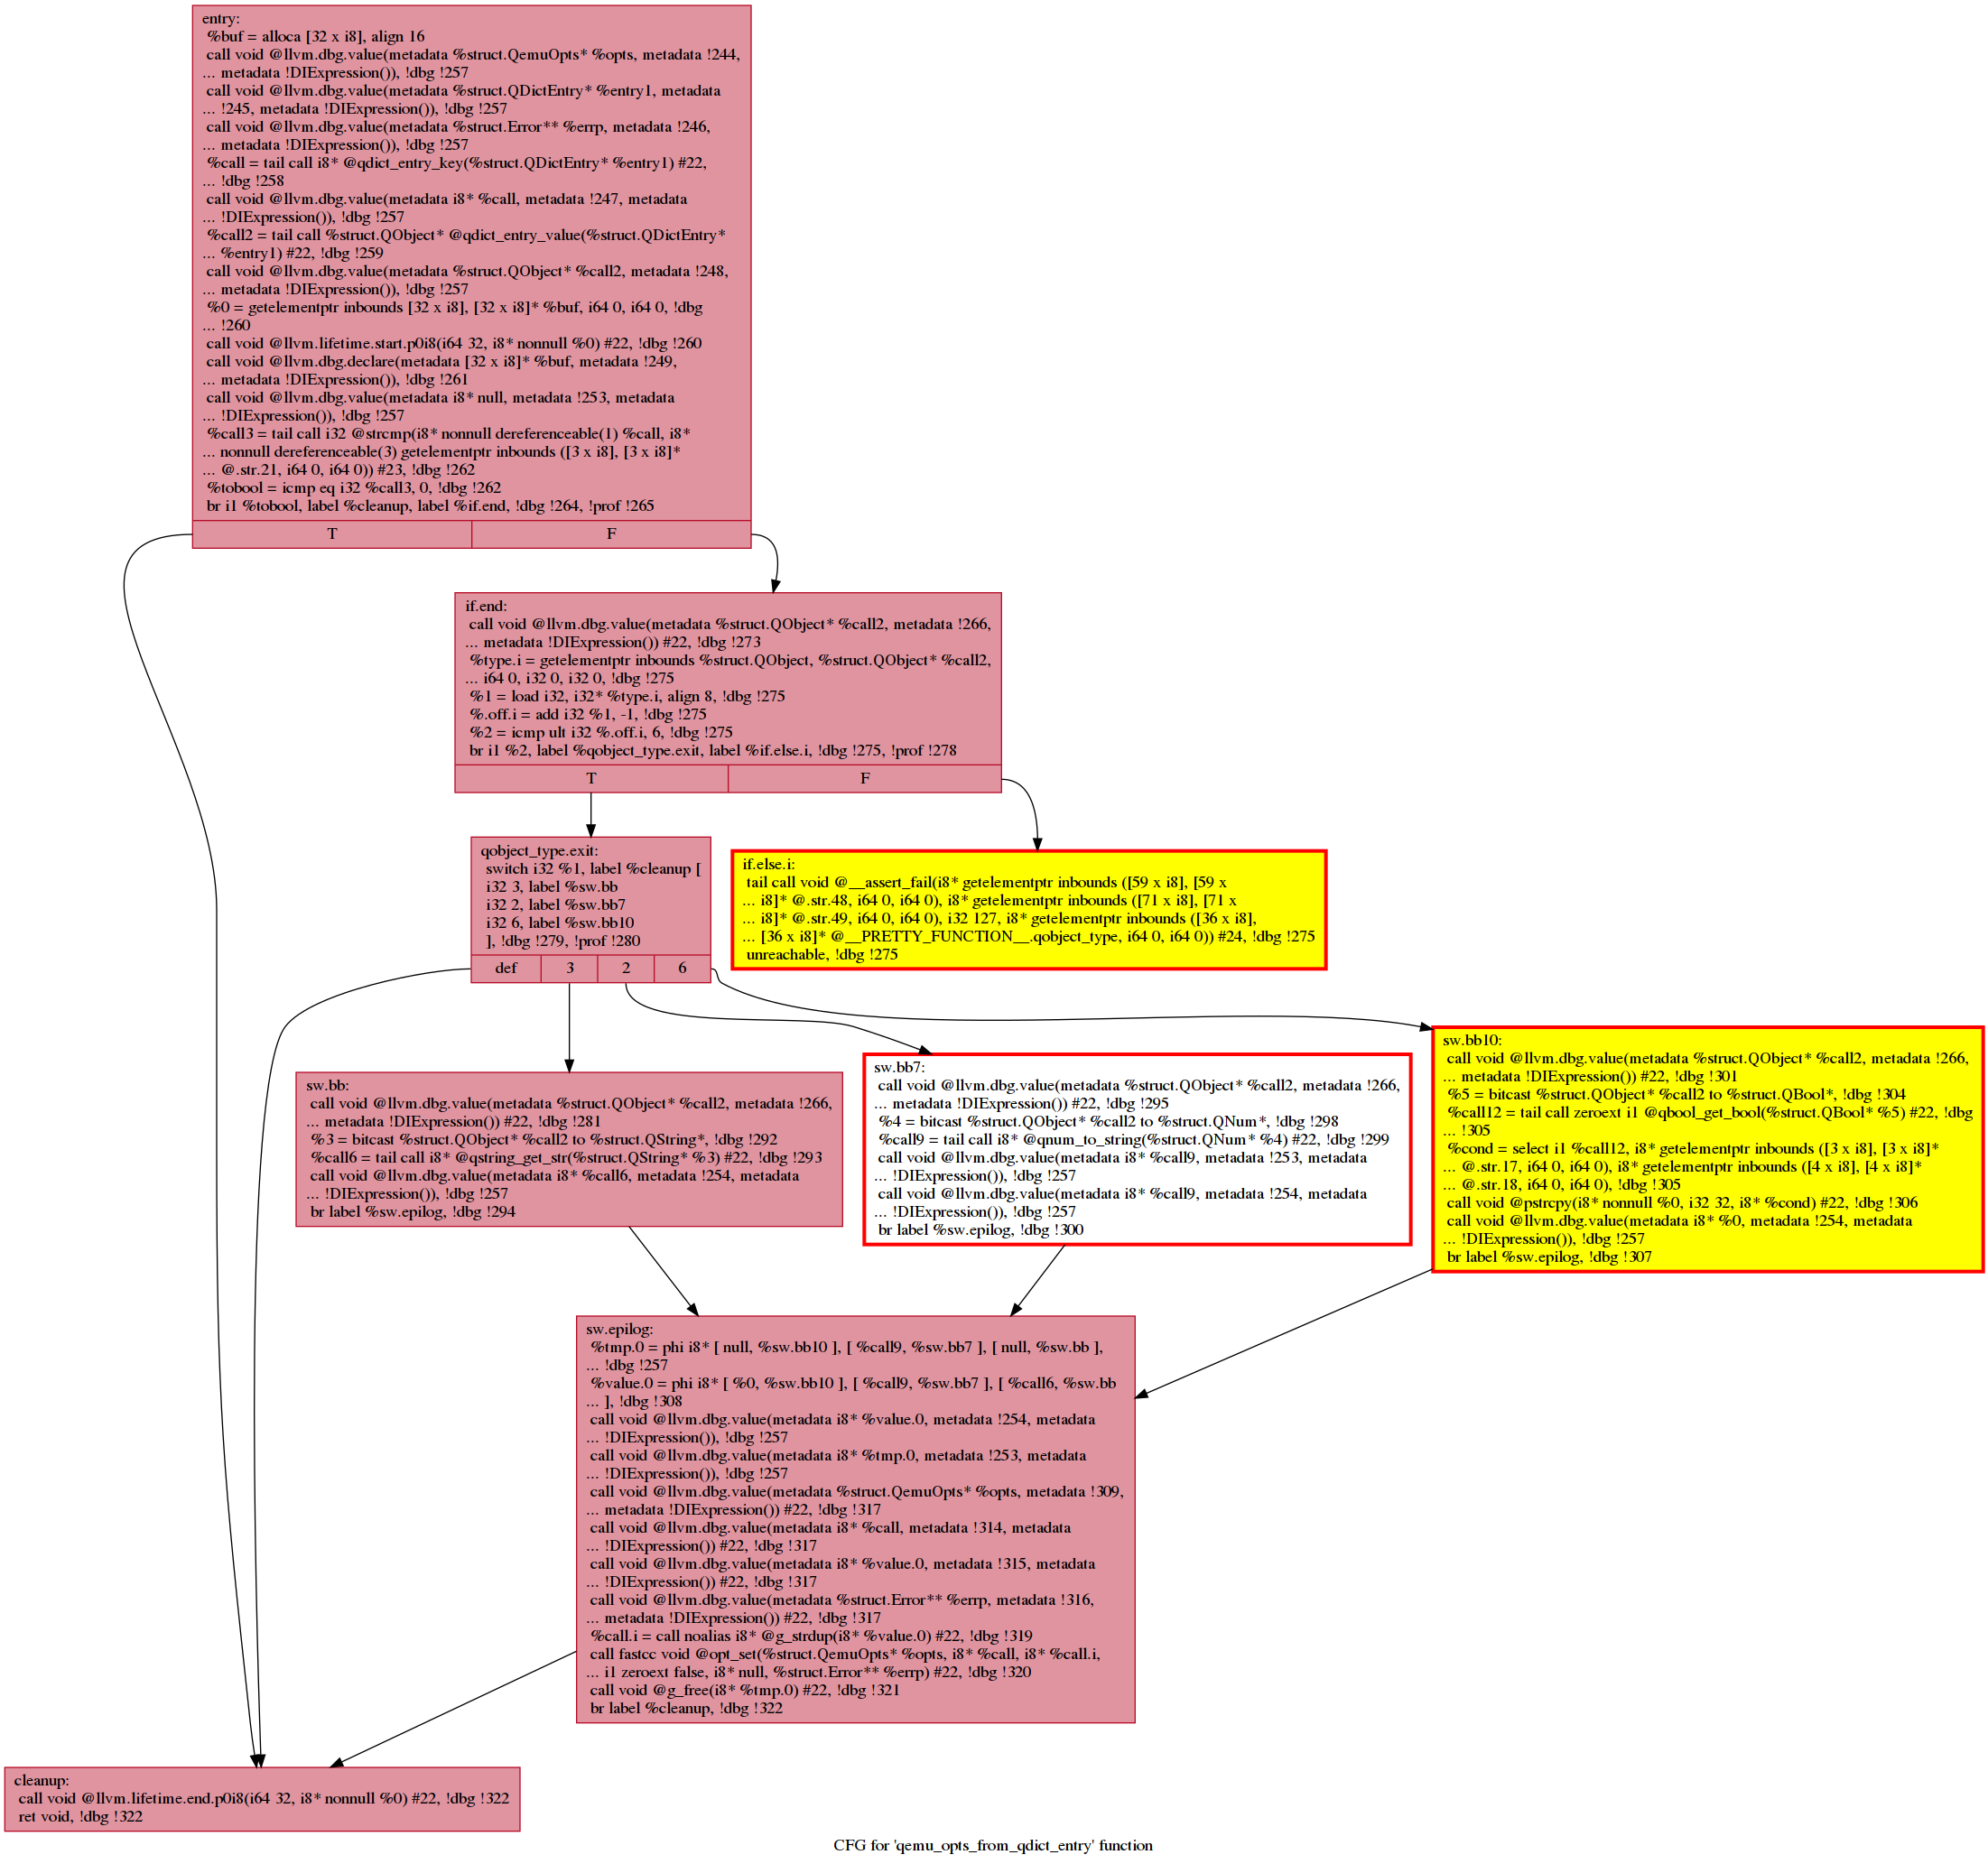 entry:
%buf = alloca [32 x i8], align 16
call void @llvm.dbg.value(metadata %struct.QemuOpts* %opts, metadata !244,
... metadata !DIExpression()), !dbg !257
call void @llvm.dbg.value(metadata %struct.QDictEntry* %entry1, metadata
... !245, metadata !DIExpression()), !dbg !257
call void @llvm.dbg.value(metadata %struct.Error** %errp, metadata !246,
... metadata !DIExpression()), !dbg !257
%call = tail call i8* @qdict_entry_key(%struct.QDictEntry* %entry1) #22,
... !dbg !258
call void @llvm.dbg.value(metadata i8* %call, metadata !247, metadata
... !DIExpression()), !dbg !257
%call2 = tail call %struct.QObject* @qdict_entry_value(%struct.QDictEntry*
... %entry1) #22, !dbg !259
call void @llvm.dbg.value(metadata %struct.QObject* %call2, metadata !248,
... metadata !DIExpression()), !dbg !257
%0 = getelementptr inbounds [32 x i8], [32 x i8]* %buf, i64 0, i64 0, !dbg
... !260
call void @llvm.lifetime.start.p0i8(i64 32, i8* nonnull %0) #22, !dbg !260
call void @llvm.dbg.declare(metadata [32 x i8]* %buf, metadata !249,
... metadata !DIExpression()), !dbg !261
call void @llvm.dbg.value(metadata i8* null, metadata !253, metadata
... !DIExpression()), !dbg !257
%call3 = tail call i32 @strcmp(i8* nonnull dereferenceable(1) %call, i8*
... nonnull dereferenceable(3) getelementptr inbounds ([3 x i8], [3 x i8]*
... @.str.21, i64 0, i64 0)) #23, !dbg !262
%tobool = icmp eq i32 %call3, 0, !dbg !262
br i1 %tobool, label %cleanup, label %if.end, !dbg !264, !prof !265
T F
if.end:
call void @llvm.dbg.value(metadata %struct.QObject* %call2, metadata !266,
... metadata !DIExpression()) #22, !dbg !273
%type.i = getelementptr inbounds %struct.QObject, %struct.QObject* %call2,
... i64 0, i32 0, i32 0, !dbg !275
%1 = load i32, i32* %type.i, align 8, !dbg !275
%.off.i = add i32 %1, -1, !dbg !275
%2 = icmp ult i32 %.off.i, 6, !dbg !275
br i1 %2, label %qobject_type.exit, label %if.else.i, !dbg !275, !prof !278
T F
qobject_type.exit:
switch i32 %1, label %cleanup [
i32 3, label %sw.bb
i32 2, label %sw.bb7
i32 6, label %sw.bb10
], !dbg !279, !prof !280
def 3 2 6
if.else.i:
tail call void @__assert_fail(i8* getelementptr inbounds ([59 x i8], [59 x
... i8]* @.str.48, i64 0, i64 0), i8* getelementptr inbounds ([71 x i8], [71 x
... i8]* @.str.49, i64 0, i64 0), i32 127, i8* getelementptr inbounds ([36 x i8],
... [36 x i8]* @__PRETTY_FUNCTION__.qobject_type, i64 0, i64 0)) #24, !dbg !275
unreachable, !dbg !275
sw.bb:
call void @llvm.dbg.value(metadata %struct.QObject* %call2, metadata !266,
... metadata !DIExpression()) #22, !dbg !281
%3 = bitcast %struct.QObject* %call2 to %struct.QString*, !dbg !292
%call6 = tail call i8* @qstring_get_str(%struct.QString* %3) #22, !dbg !293
call void @llvm.dbg.value(metadata i8* %call6, metadata !254, metadata
... !DIExpression()), !dbg !257
br label %sw.epilog, !dbg !294
sw.bb7:
call void @llvm.dbg.value(metadata %struct.QObject* %call2, metadata !266,
... metadata !DIExpression()) #22, !dbg !295
%4 = bitcast %struct.QObject* %call2 to %struct.QNum*, !dbg !298
%call9 = tail call i8* @qnum_to_string(%struct.QNum* %4) #22, !dbg !299
call void @llvm.dbg.value(metadata i8* %call9, metadata !253, metadata
... !DIExpression()), !dbg !257
call void @llvm.dbg.value(metadata i8* %call9, metadata !254, metadata
... !DIExpression()), !dbg !257
br label %sw.epilog, !dbg !300
sw.bb10:
call void @llvm.dbg.value(metadata %struct.QObject* %call2, metadata !266,
... metadata !DIExpression()) #22, !dbg !301
%5 = bitcast %struct.QObject* %call2 to %struct.QBool*, !dbg !304
%call12 = tail call zeroext i1 @qbool_get_bool(%struct.QBool* %5) #22, !dbg
... !305
%cond = select i1 %call12, i8* getelementptr inbounds ([3 x i8], [3 x i8]*
... @.str.17, i64 0, i64 0), i8* getelementptr inbounds ([4 x i8], [4 x i8]*
... @.str.18, i64 0, i64 0), !dbg !305
call void @pstrcpy(i8* nonnull %0, i32 32, i8* %cond) #22, !dbg !306
call void @llvm.dbg.value(metadata i8* %0, metadata !254, metadata
... !DIExpression()), !dbg !257
br label %sw.epilog, !dbg !307
sw.epilog:
%tmp.0 = phi i8* [ null, %sw.bb10 ], [ %call9, %sw.bb7 ], [ null, %sw.bb ],
... !dbg !257
%value.0 = phi i8* [ %0, %sw.bb10 ], [ %call9, %sw.bb7 ], [ %call6, %sw.bb
... ], !dbg !308
call void @llvm.dbg.value(metadata i8* %value.0, metadata !254, metadata
... !DIExpression()), !dbg !257
call void @llvm.dbg.value(metadata i8* %tmp.0, metadata !253, metadata
... !DIExpression()), !dbg !257
call void @llvm.dbg.value(metadata %struct.QemuOpts* %opts, metadata !309,
... metadata !DIExpression()) #22, !dbg !317
call void @llvm.dbg.value(metadata i8* %call, metadata !314, metadata
... !DIExpression()) #22, !dbg !317
call void @llvm.dbg.value(metadata i8* %value.0, metadata !315, metadata
... !DIExpression()) #22, !dbg !317
call void @llvm.dbg.value(metadata %struct.Error** %errp, metadata !316,
... metadata !DIExpression()) #22, !dbg !317
%call.i = call noalias i8* @g_strdup(i8* %value.0) #22, !dbg !319
call fastcc void @opt_set(%struct.QemuOpts* %opts, i8* %call, i8* %call.i,
... i1 zeroext false, i8* null, %struct.Error** %errp) #22, !dbg !320
call void @g_free(i8* %tmp.0) #22, !dbg !321
br label %cleanup, !dbg !322
cleanup:
call void @llvm.lifetime.end.p0i8(i64 32, i8* nonnull %0) #22, !dbg !322
ret void, !dbg !322
CFG for 'qemu_opts_from_qdict_entry' function